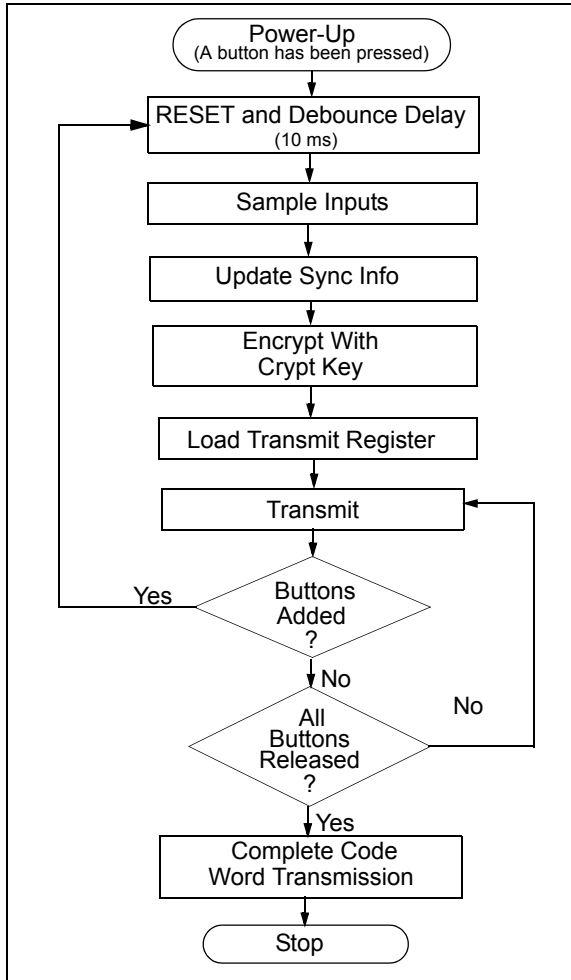 Power-Up
(A button has been pressed)
RESET and Debounce Delay
(10 ms)
Sample Inputs
Update Sync Info
Encrypt With
Crypt Key
Load Transmit Register
Transmit
Yes
Buttons
Added
?
No
No
All
Buttons
Released
?
Yes
Complete Code
Word Transmission
Stop